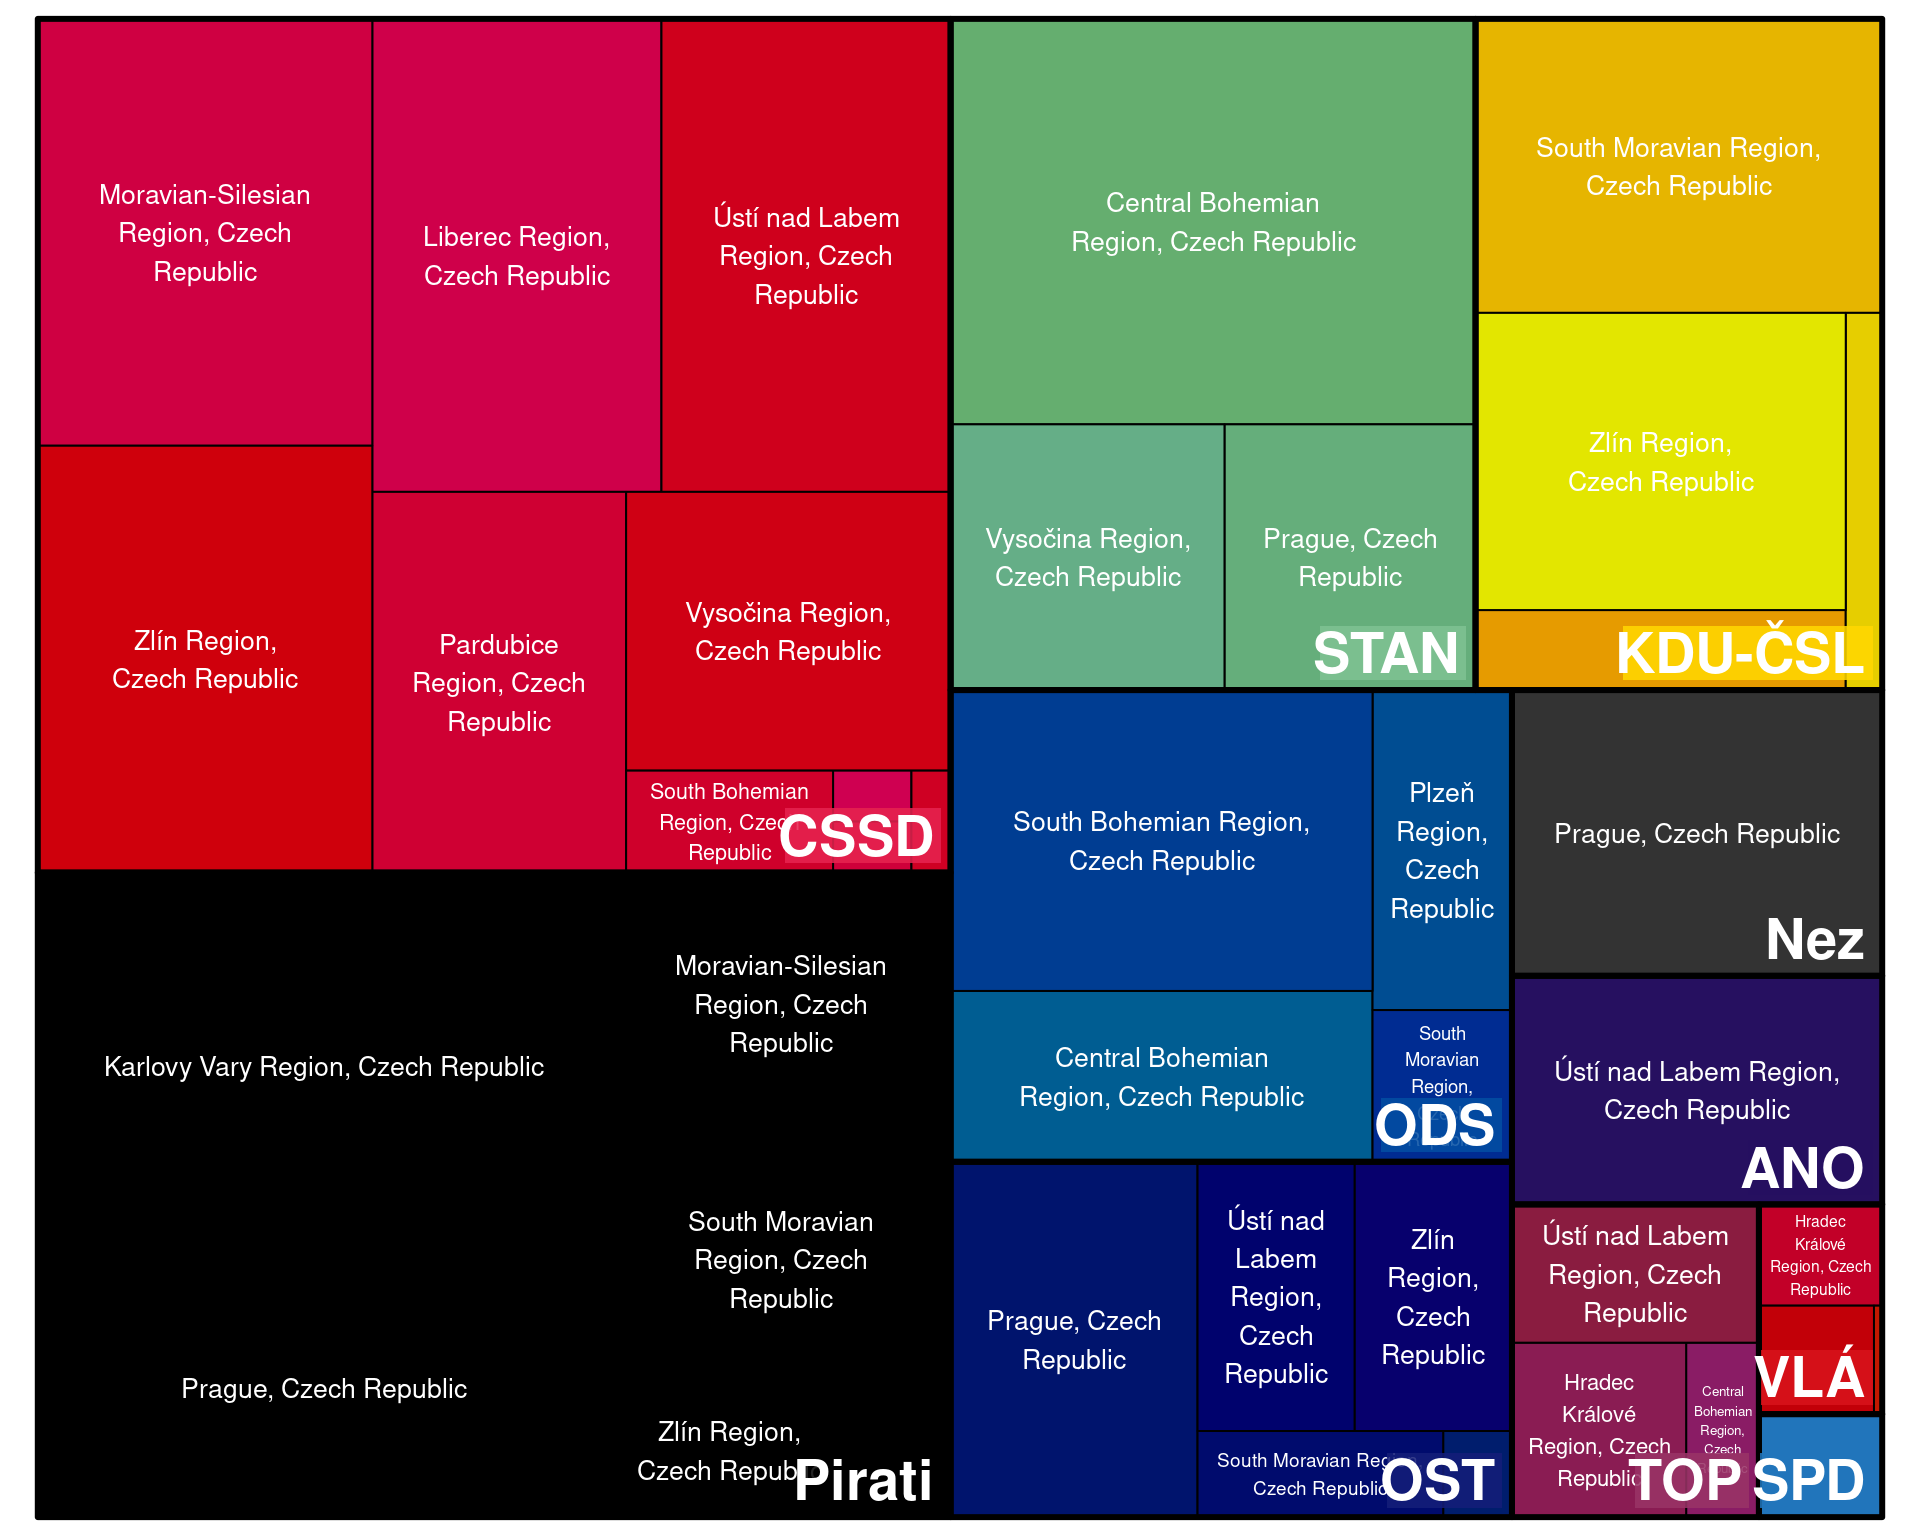 Moravian-Silesian
Region, Czech
Republic
Liberec Region,
Czech Republic
Ústí nad Labem
Region, Czech
Republic
Zlín Region,
Czech Republic
Pardubice
Region, Czech
Republic
Vysočina Region,
Czech Republic
South Bohemian
Region, Czech
Republic
CSSD
Karlovy Vary Region, Czech Republic
Moravian-Silesian
Region, Czech
Republic
South Moravian
Region, Czech
Republic
Prague, Czech Republic
Zlín Region,
Czech Republic
Pirati
Central Bohemian
Region, Czech Republic
Vysočina Region,
Czech Republic
Prague, Czech
Republic
STAN
South Moravian Region,
Czech Republic
Zlín Region,
Czech Republic
KDU-ČSL
South Bohemian Region,
Czech Republic
Plzeň
Region,
Czech
Republic
Central Bohemian
Region, Czech Republic
South
Moravian
Region,
ODS
Prague, Czech Republic
Nez
Ústí nad Labem Region,
Czech Republic
ANO
Prague, Czech
Republic
Ústí nad
Labem
Region,
Czech
Republic
Zlín
Region,
Czech
Republic
South Moravian Region,
Czech Republic
OST
Ústí nad Labem
Region, Czech
Republic
Hradec
Králové
Region, Czech
Republic
Central
Bohemian
Region,
Czech
TOP
Hradec
Králové
Region, Czech
Republic
VLÁ
SPD